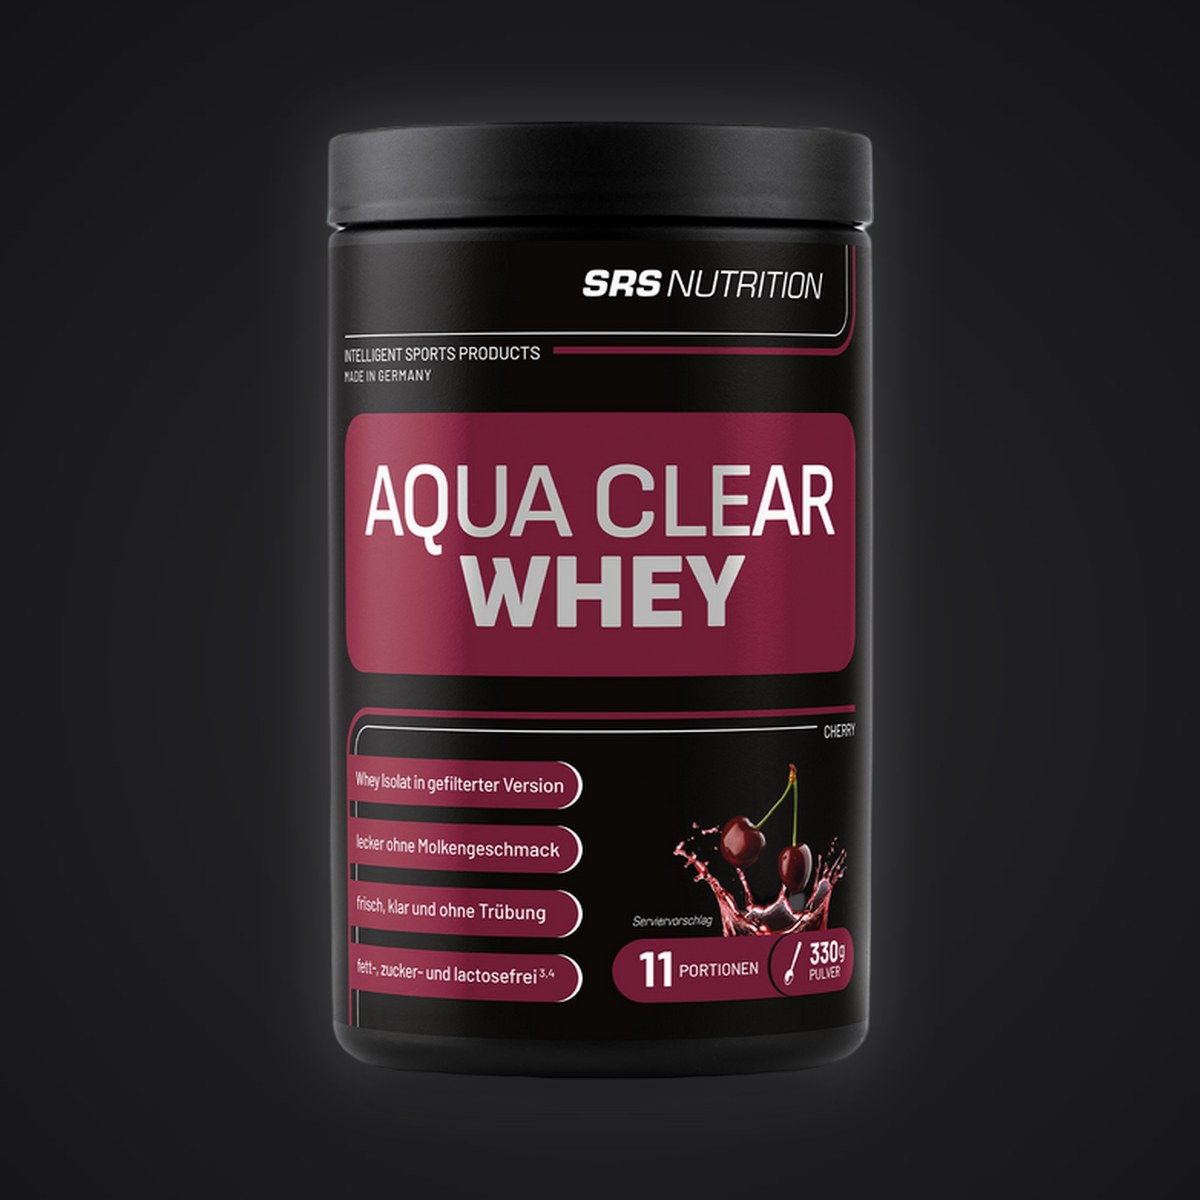 SRS NUTRITION
INTELLIGENT SPORTS PRODUCTS
MADE IN GERMANY
AQUA CLEAR
WHEY
CHERRY
Whey Isolat in gefilterter Version
lecker ohne Molkengeschmack
frisch, klar und ohne Trübung
fett-, zucker- und lactosefrei 3,4
Serviervorschlag
11 PORTIONEN
330g
PULVER